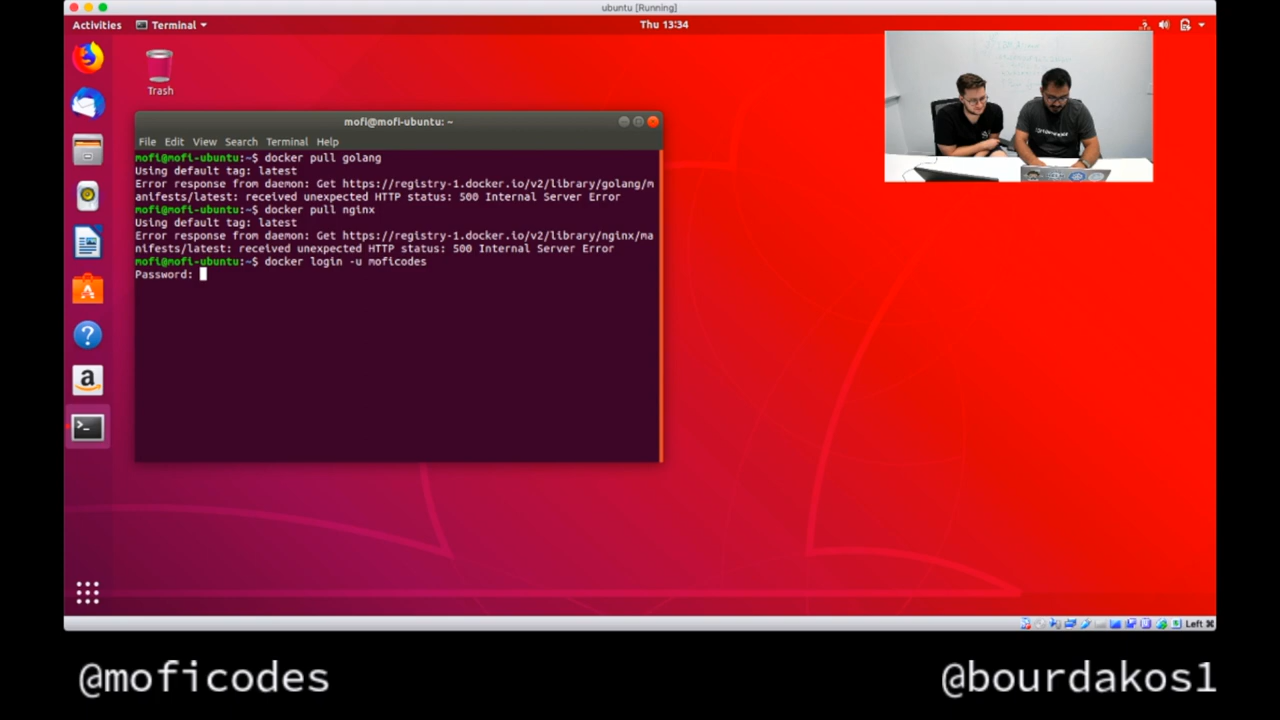 ubuntu [Running]
Activities Terminal Thu 13:34
Trash
mofi@mofi-ubuntu: ~
File Edit View Search Terminal Help
mofi@mofi-ubuntu:~$ docker pull golang
Using default tag: latest
Error response from daemon: Get https://registry-1.docker.io/v2/library/golang/m
anifests/latest: received unexpected HTTP status: 500 Internal Server Error
mofi@mofi-ubuntu:~$ docker pull nginx
Using default tag: latest
Error response from daemon: Get https://registry-1.docker.io/v2/library/nginx/ma
nifests/latest: received unexpected HTTP status: 500 Internal Server Error
mofi@mofi-ubuntu:~$ docker login -u moficodes
Password:
Left ⌘
@moficodes @bourdakos1